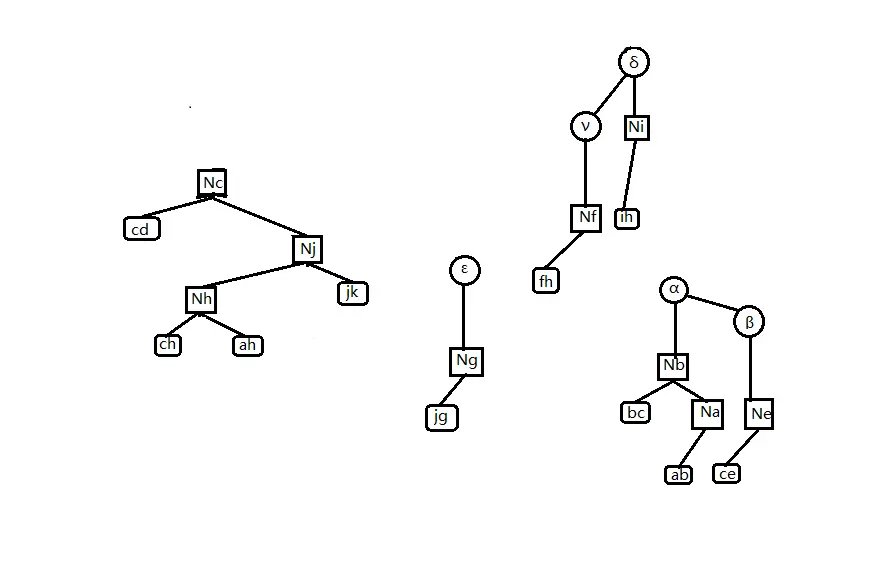 δ
ν
Ni
Nc
Nf
ih
cd
Nj
ε
fh
jk
Nh
α
β
ch
ah
Ng
Nb
jg
bc
Na
Ne
ab
ce